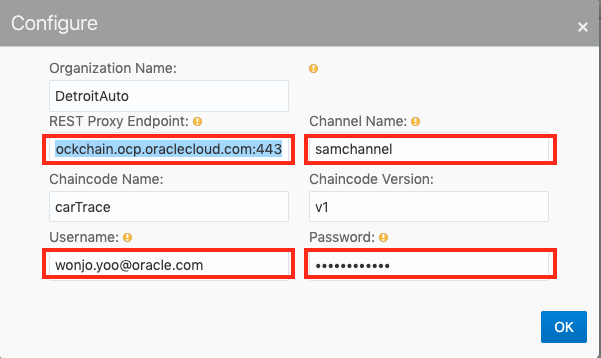 Configure
Organization Name:
DetroitAuto
REST Proxy Endpoint: Channel Name:
ockchain.ocp.oraclecloud.com:443 samchannel
Chaincode Name: Chaincode Version:
carTrace v1
Username: Password:
wonjo.yoo@oracle.com ••••••••••••
OK